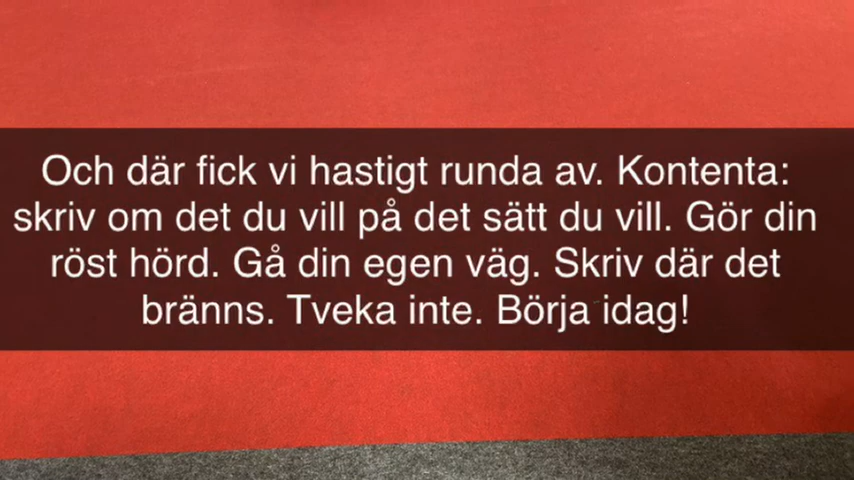 Och där fick vi hastigt runda av. Kontenta:
skriv om det du vill på det sätt du vill. Gör din
röst hörd. Gå din egen väg. Skriv där det
bränns. Tveka inte. Börja idag!